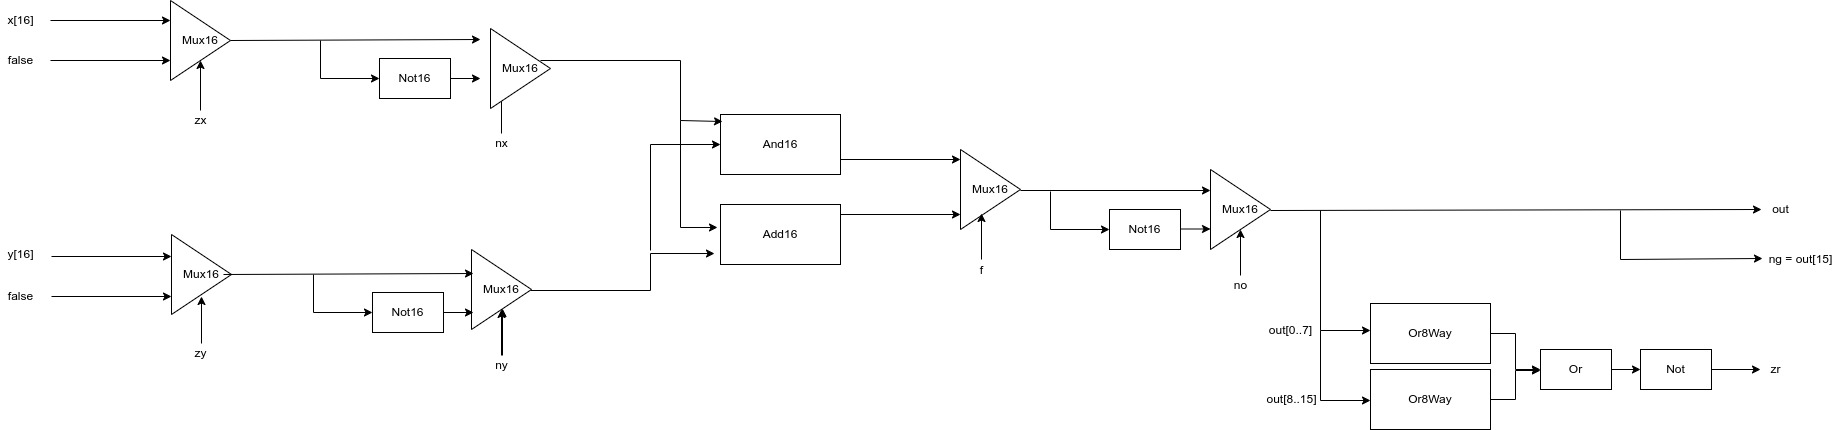 x[16]
Mux16
false
zx
Not16
Mux16
nx
And16
Add16
y[16]
Mux16
false
zy
Not16
Mux16
ny
Mux16
f
Not16
Mux16
no
out
ng = out[15]
out[0..7]
Or8Way
out[8..15]
Or8Way
Or
Not
zr